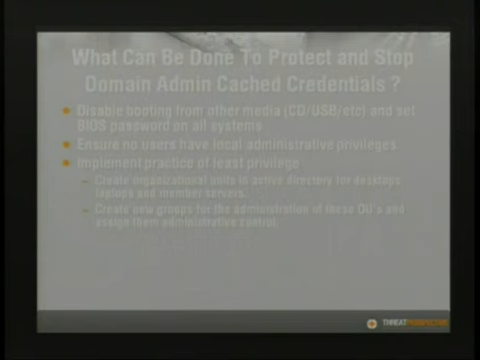 What Can Be Done To Protect and Stop
Domain Admin Cached Credentials ?
Disable booting from other media (CD/USB/etc) and set
BIOS password on all systems
Ensure no users have local administrative privileges
Implement practice of least privilege
– Create organizational units in active directory for desktops
laptops and member servers.
– Create new groups for the administration of these OU's and
assign them administrative control.
THREATPERSPECTIVE